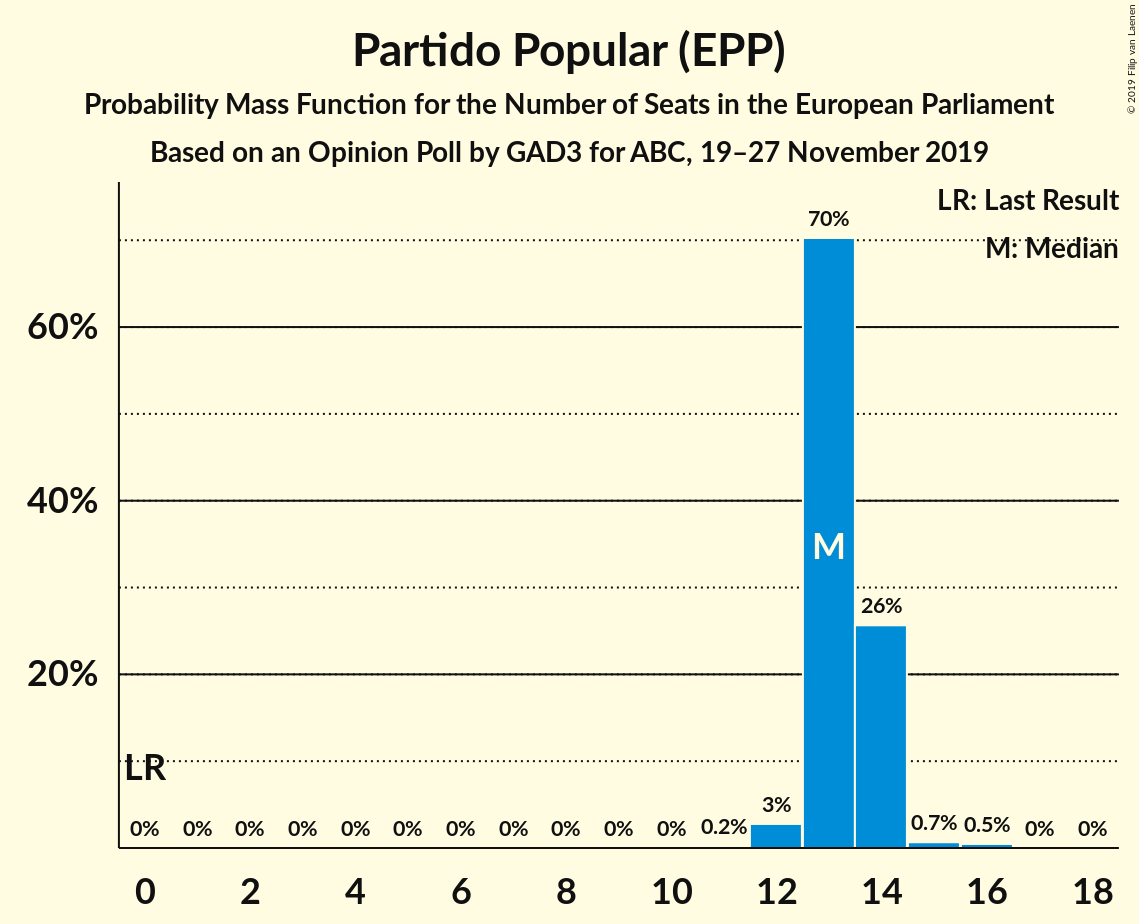 Partido Popular (EPP)
Probability Mass Function for the Number of Seats in the European Parliament
Based on an Opinion Poll by GAD3 for ABC, 19–27 November 2019
© 2019 Filip van Laenen
LR: Last Result
M: Median
70%
60%
40%
M
26%
20%
LR
0% 0% 0% 0% 0% 0% 0% 0% 0% 0% 0% 0.2% 3% 0.7% 0.5% 0% 0%
0 2 4 6 8 10 12 14 16 18